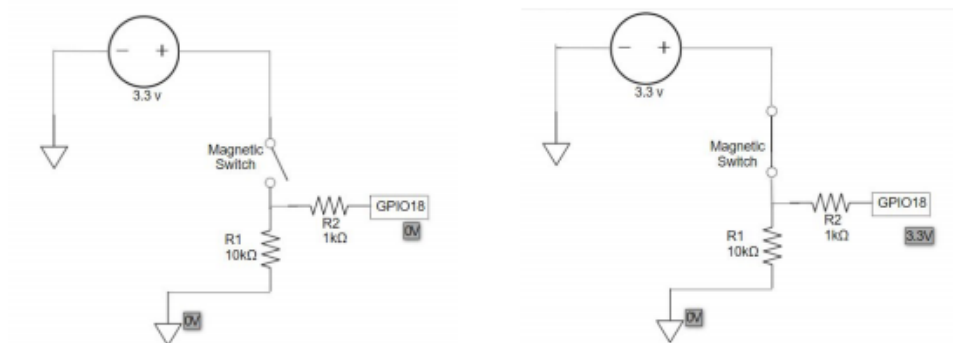 − +
3.3 v
Magnetic
Switch
GPIO18
R2
1kΩ
0V
R1
10kΩ
0V
− +
3.3 v
Magnetic
Switch
GPIO18
R2
1kΩ
3.3V
R1
10kΩ
0V